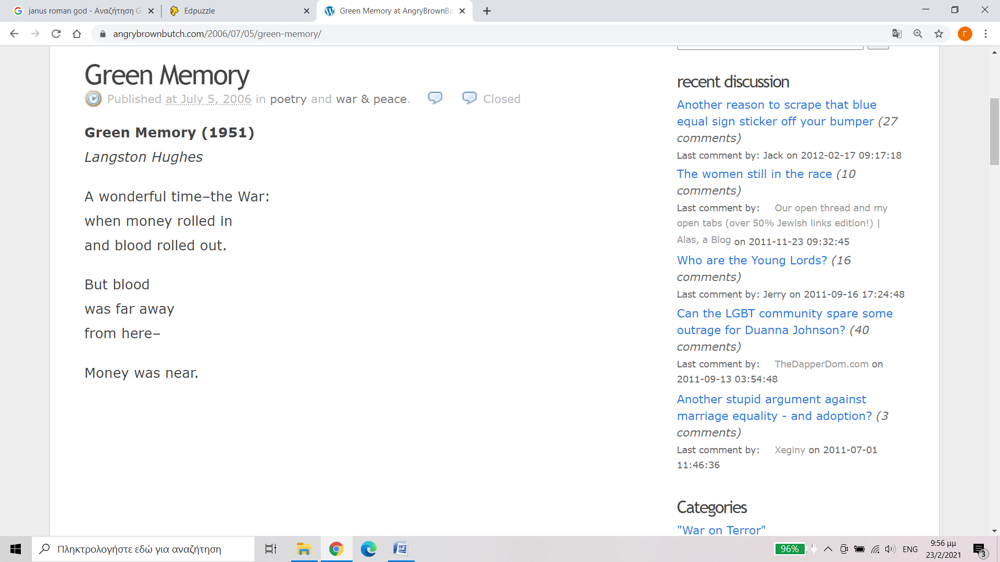 janus roman god - Αναζήτηση G
Edpuzzle
Green Memory at AngryBrownBu
angrybrownbutch.com/2006/07/05/green-memory/
Γ
Green Memory
Published at July 5, 2006 in poetry and war & peace. Closed
Green Memory (1951)
Langston Hughes
A wonderful time–the War:
when money rolled in
and blood rolled out.
But blood
was far away
from here–
Money was near.
recent discussion
Another reason to scrape that blue
equal sign sticker off your bumper (27
comments)
Last comment by: Jack on 2012-02-17 09:17:18
The women still in the race (10
comments)
Last comment by: Our open thread and my
open tabs (over 50% Jewish links edition!) |
Alas, a Blog on 2011-11-23 09:32:45
Who are the Young Lords? (16
comments)
Last comment by: Jerry on 2011-09-16 17:24:48
Can the LGBT community spare some
outrage for Duanna Johnson? (40
comments)
Last comment by: TheDapperDom.com on
2011-09-13 03:54:48
Another stupid argument against
marriage equality - and adoption? (3
comments)
Last comment by: Xeginy on 2011-07-01
11:46:36
Categories
"War on Terror"
Πληκτρολογήστε εδώ για αναζήτηση
96%
ENG
9:56 μμ
23/2/2021
3